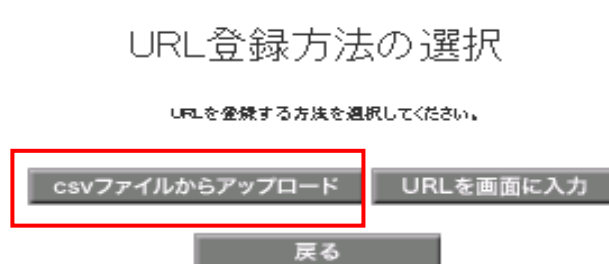 URL登録方法の選択
URLを登録する方法を選択してください。
csvファイルからアップロード
URLを画面に入力
戻る